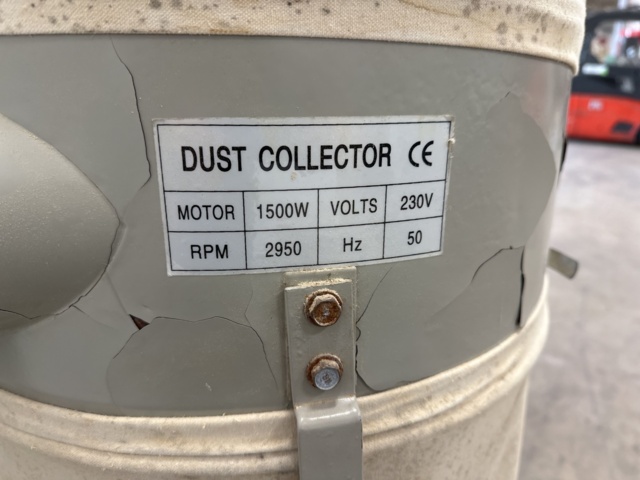 DUST COLLECTOR CE
MOTOR 1500W VOLTS 230V
RPM 2950 Hz 50